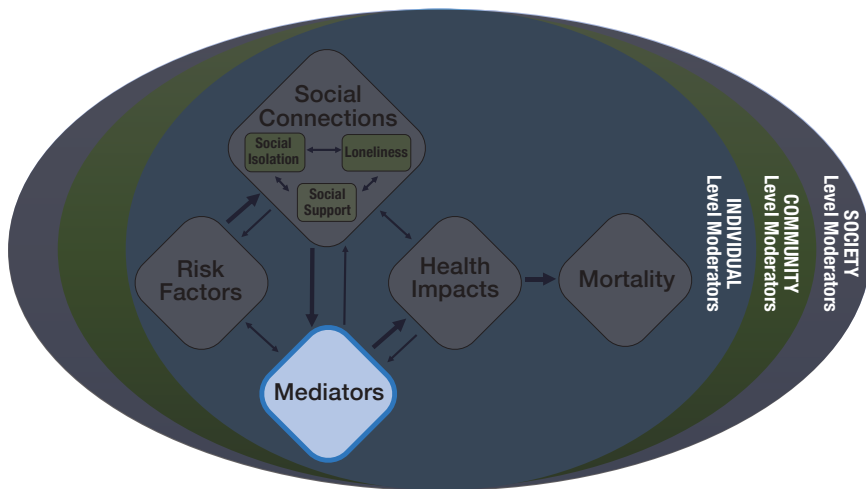 Social
Connections
Social
Isolation
Loneliness
Social
Support
Risk
Factors
Health
Impacts
Mortality
Mediators
INDIVIDUAL
Level Moderators
COMMUNITY
Level Moderators
SOCIETY
Level Moderators